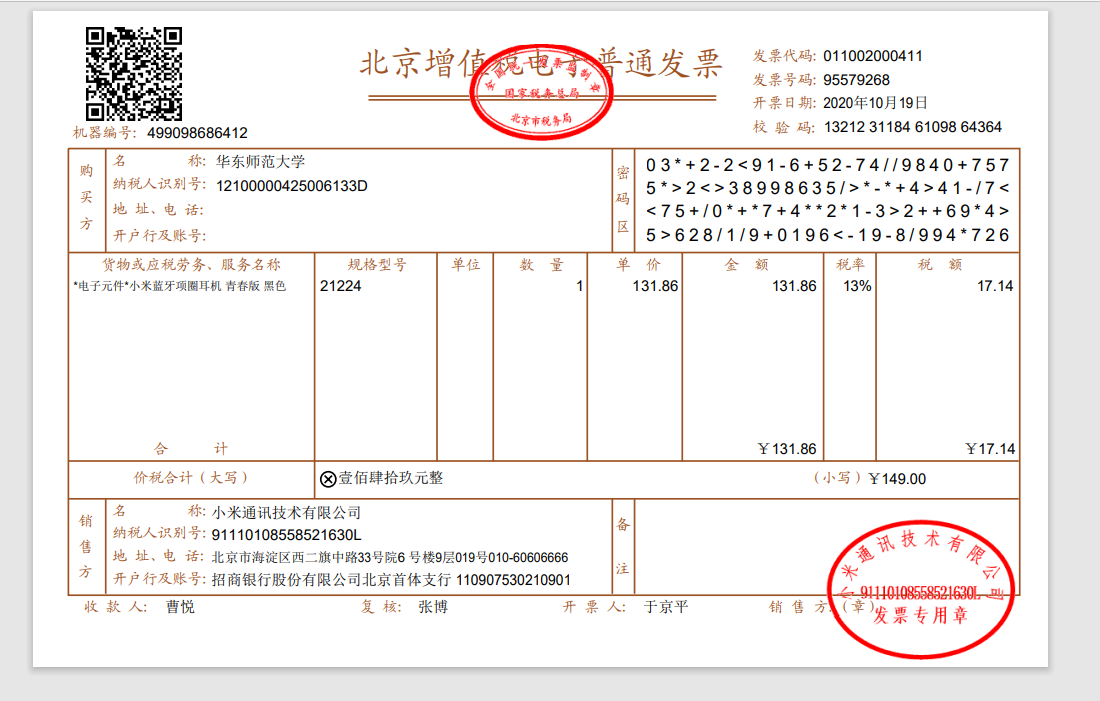 北京增值税电子普通发票
全国统一发票监制章
国家税务总局
北京市税务局
发票代码: 011002000411
发票号码: 95579268
开票日期: 2020年10月19日
校 验 码: 13212 31184 61098 64364
机器编号: 499098686412
购买方
名 称: 华东师范大学
纳税人识别号: 12100000425006133D
地 址、电 话:
开户行及账号:
密码区
03*+2-2<91-6+52-74//9840+757
5*>2<>38998635/>*-*+4>41-/7<
<75+/0*+*7+4**2*1-3>2++69*4>
5>628/1/9+0196<-19-8/994*726
货物或应税劳务、服务名称 规格型号 单位 数 量 单 价 金 额 税率 税 额
*电子元件*小米蓝牙项圈耳机 青春版 黑色 21224 1 131.86 131.86 13% 17.14
合 计 ￥131.86 ￥17.14
价税合计（大写） ⓧ壹佰肆拾玖元整 （小写）￥149.00
销售方
名 称: 小米通讯技术有限公司
纳税人识别号: 91110108558521630L
地 址、电 话: 北京市海淀区西二旗中路33号院6 号楼9层019号010-60606666
开户行及账号: 招商银行股份有限公司北京首体支行 110907530210901
备注
收 款 人: 曹悦 复 核: 张博 开 票 人: 于京平 销 售 方:（章）
小米通讯技术有限公司
91110108558521630L
发票专用章